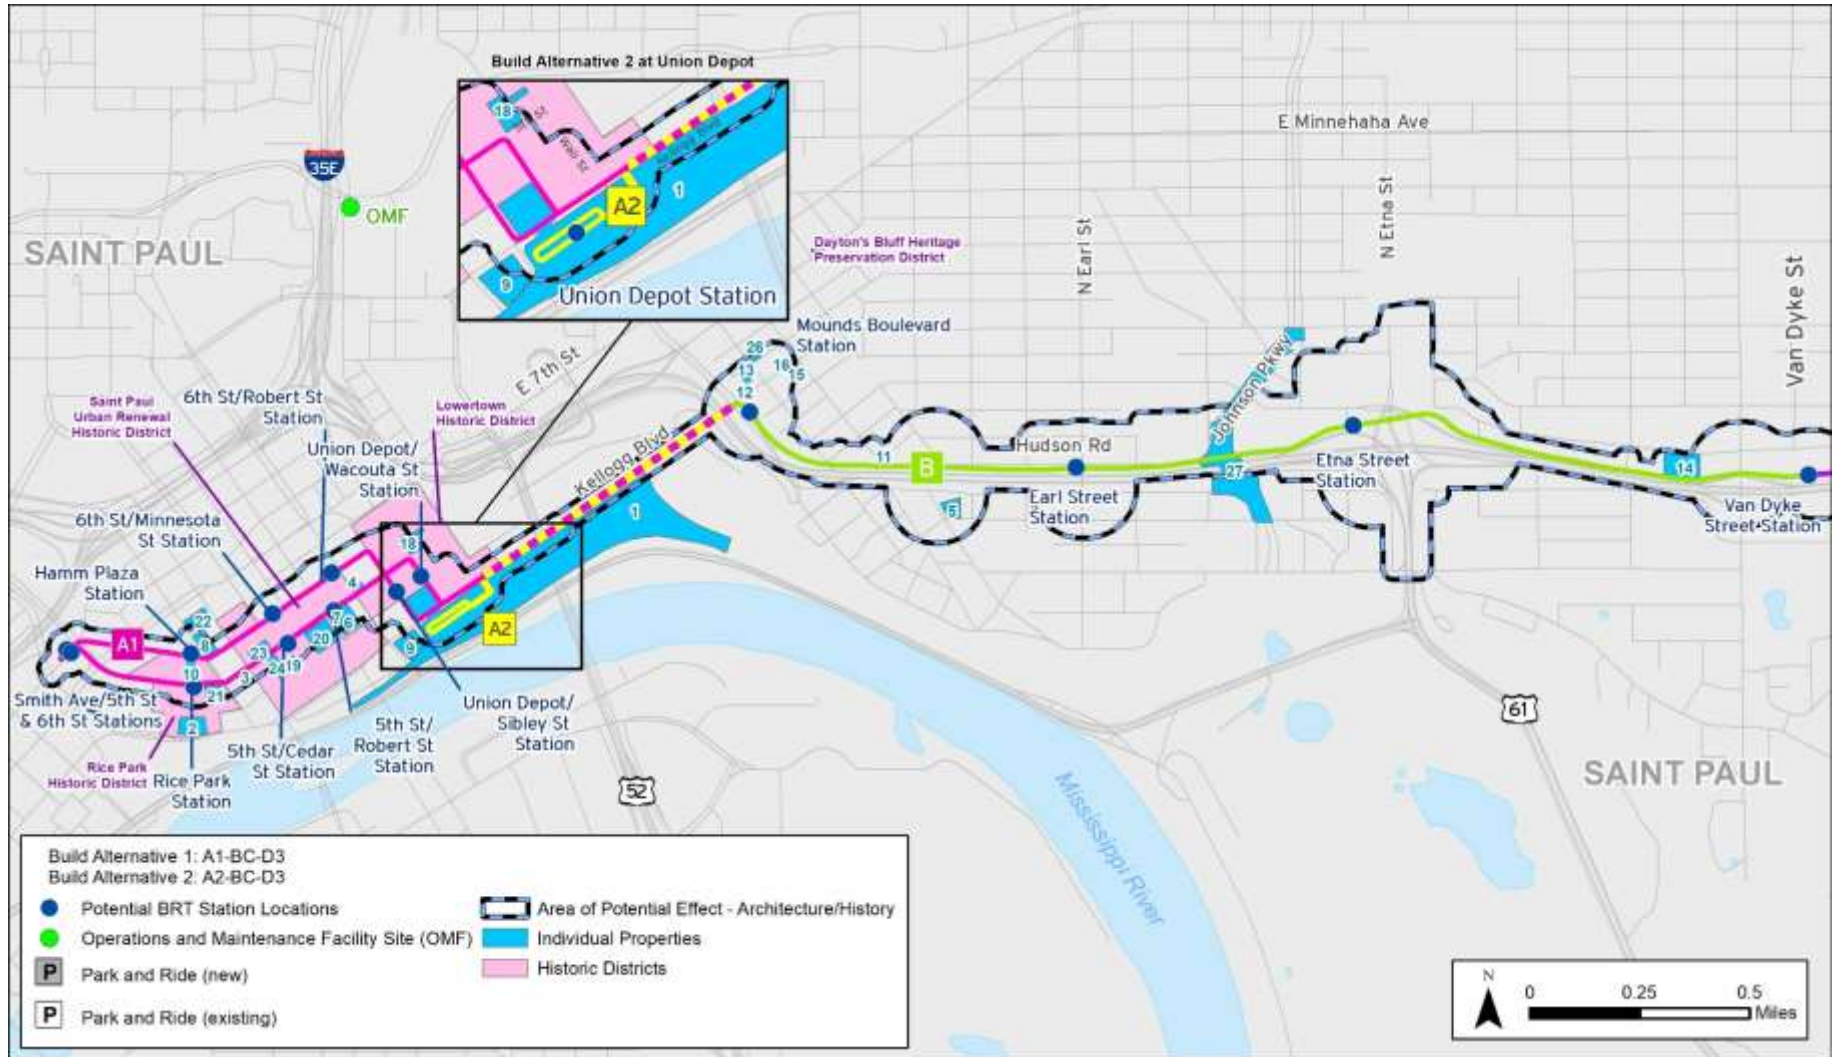 Build Alternative 2 at Union Depot
18
Wall St
A2
1
9
Union Depot Station
E Minnehaha Ave
35E
OMF
SAINT PAUL
N Etna St
N Earl St
Van Dyke St
Dayton's Bluff Heritage
Preservation District
Mounds Boulevard
Station
26
13
16
15
12
E 7th St
Johnson Pkwy
Saint Paul
Urban Renewal
Historic District
6th St/Robert St
Station
Lowertown
Historic District
Union Depot/
Wacouta St
Station
Kellogg Blvd
Hudson Rd
11
B
27
14
Etna Street
Station
Earl Street
Station
5
Van Dyke
Street Station
1
6th St/Minnesota
St Station
18
4
Hamm Plaza
Station
7
6
22
A1
8
20
A2
9
23
24
19
10
3
21
Smith Ave/5th St
& 6th St Stations
2
Union Depot/
Sibley St
Station
5th St/
Robert St
Station
5th St/Cedar
St Station
Rice Park
Historic District
Rice Park
Station
61
52
SAINT PAUL
Mississippi River
Build Alternative 1: A1-BC-D3
Build Alternative 2: A2-BC-D3
Potential BRT Station Locations
Operations and Maintenance Facility Site (OMF)
P Park and Ride (new)
P Park and Ride (existing)
Area of Potential Effect - Architecture/History
Individual Properties
Historic Districts
N
0 0.25 0.5
Miles